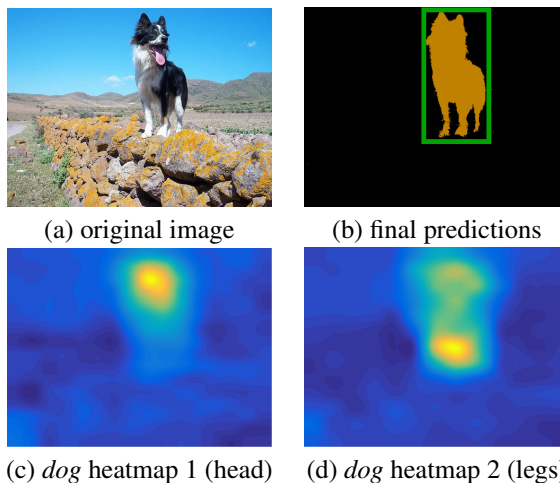 (a) original image
(b) final predictions
(c) dog heatmap 1 (head)
(d) dog heatmap 2 (legs)